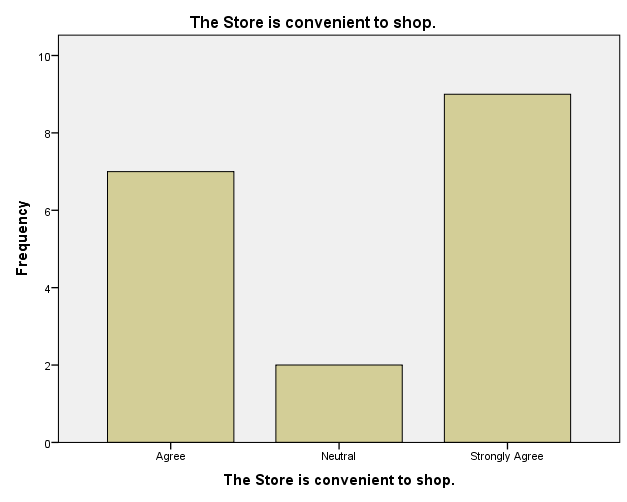 The Store is convenient to shop.
10
8
6
4
2
0
Frequency
Agree
Neutral
Strongly Agree
The Store is convenient to shop.